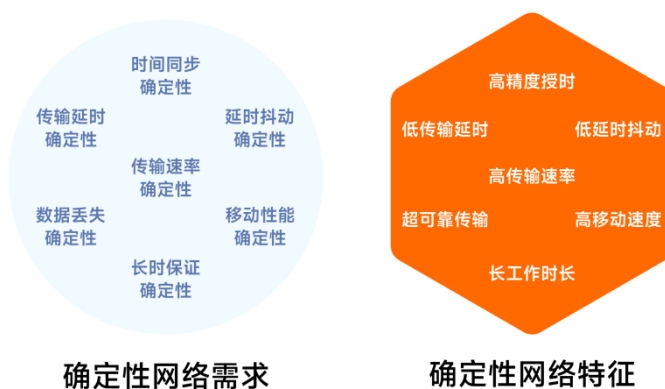 时间同步
确定性
传输延时
确定性
延时抖动
确定性
传输速率
确定性
数据丢失
确定性
移动性能
确定性
长时保证
确定性
确定性网络需求
高精度授时
低传输延时
低延时抖动
高传输速率
超可靠传输
高移动速度
长工作时长
确定性网络特征